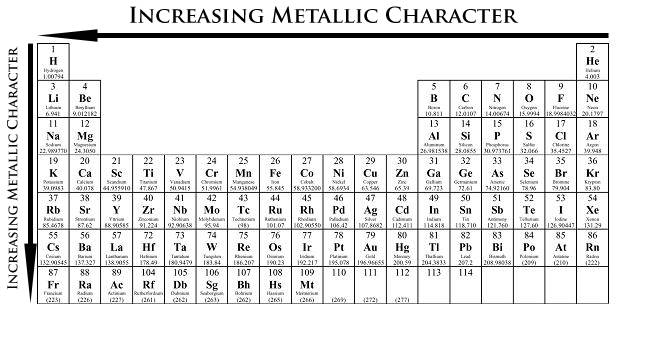 INCREASING METALLIC CHARACTER
INCREASING METALLIC CHARACTER
1 2
H He
Hydrogen Helium
1.00794 4.003
3 4 5 6 7 8 9 10
Li Be B C N O F Ne
Lithium Beryllium Boron Carbon Nitrogen Oxygen Fluorine Neon
6.941 9.012182 10.811 12.0107 14.00674 15.9994 18.9984032 20.1797
11 12 13 14 15 16 17 18
Na Mg Al Si P S Cl Ar
Sodium Magnesium Aluminum Silicon Phosphorus Sulfur Chlorine Argon
22.989770 24.3050 26.981538 28.0855 30.973761 32.066 35.4527 39.948
19 20 21 22 23 24 25 26 27 28 29 30 31 32 33 34 35 36
K Ca Sc Ti V Cr Mn Fe Co Ni Cu Zn Ga Ge As Se Br Kr
Potassium Calcium Scandium Titanium Vanadium Chromium Manganese Iron Cobalt Nickel Copper Zinc Gallium Germanium Arsenic Selenium Bromine Krypton
39.0983 40.078 44.955910 47.867 50.9415 51.9961 54.938049 55.845 58.933200 58.6934 63.546 65.39 69.723 72.61 74.92160 78.96 79.904 83.80
37 38 39 40 41 42 43 44 45 46 47 48 49 50 51 52 53 54
Rb Sr Y Zr Nb Mo Tc Ru Rh Pd Ag Cd In Sn Sb Te I Xe
Rubidium Strontium Yttrium Zirconium Niobium Molybdenum Technetium Ruthenium Rhodium Palladium Silver Cadmium Indium Tin Antimony Tellurium Iodine Xenon
85.4678 87.62 88.90585 91.224 92.90638 95.94 (98) 101.07 102.90550 106.42 107.8682 112.411 114.818 118.710 121.760 127.60 126.90447 131.29
55 56 57 72 73 74 75 76 77 78 79 80 81 82 83 84 85 86
Cs Ba La Hf Ta W Re Os Ir Pt Au Hg Tl Pb Bi Po At Rn
Cesium Barium Lanthanum Hafnium Tantalum Tungsten Rhenium Osmium Iridium Platinum Gold Mercury Thallium Lead Bismuth Polonium Astatine Radon
132.90545 137.327 138.9055 178.49 180.9479 183.84 186.207 190.23 192.217 195.078 196.96655 200.59 204.3833 207.2 208.98038 (209) (210) (222)
87 88 89 104 105 106 107 108 109 110 111 112 113 114
Fr Ra Ac Rf Db Sg Bh Hs Mt
Francium Radium Actinium Rutherfordium Dubnium Seaborgium Bohrium Hassium Meitnerium
(223) (226) (227) (261) (262) (263) (262) (265) (266) (269) (272) (277)